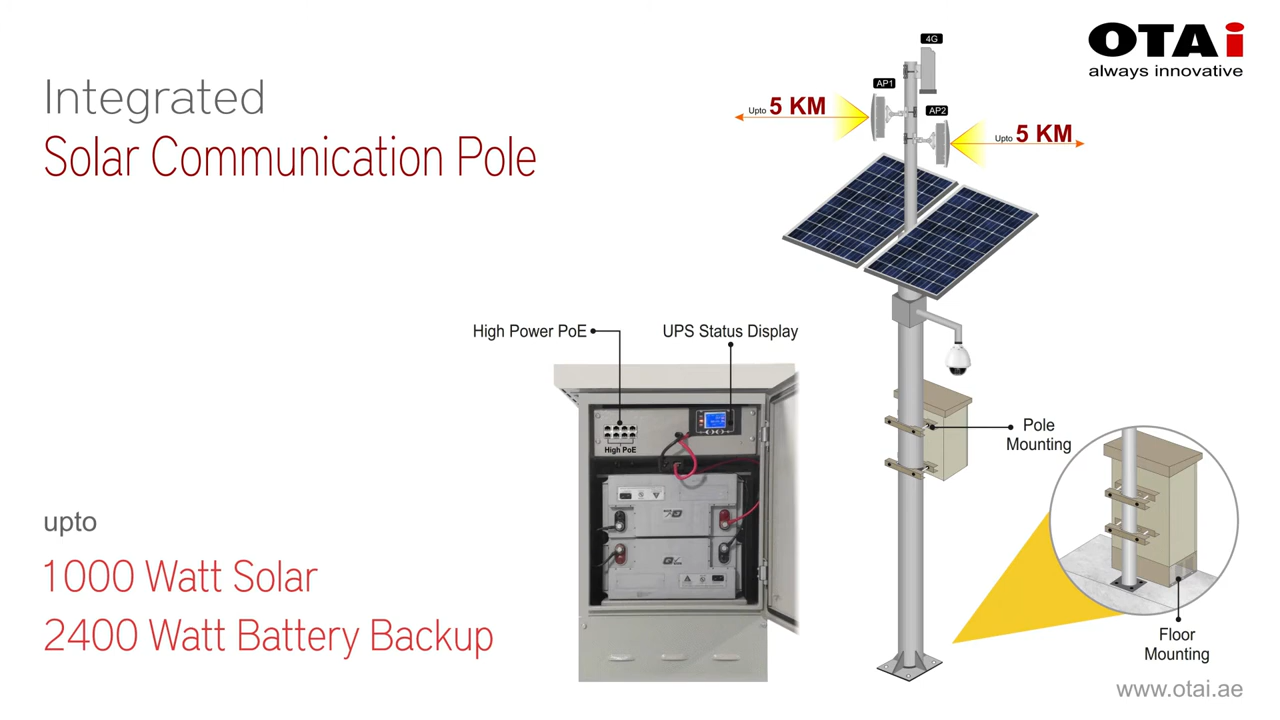 Integrated
Solar Communication Pole
OTAi
always innovative
4G
AP1
AP2
Upto 5 KM
Upto 5 KM
High Power PoE
UPS Status Display
High PoE
Pole
Mounting
Floor
Mounting
upto
1000 Watt Solar
2400 Watt Battery Backup
www.otai.ae